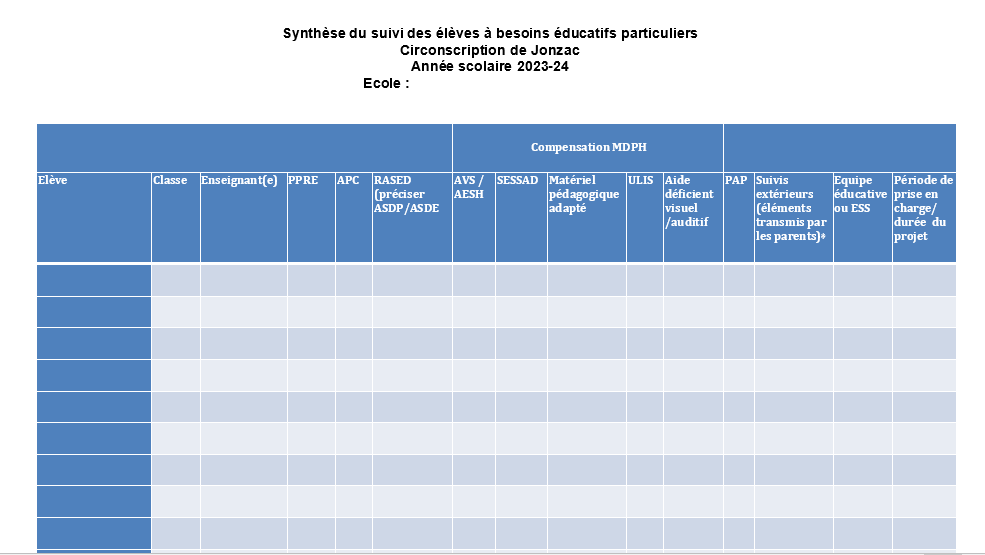 Synthèse du suivi des élèves à besoins éducatifs particuliers
Circonscription de Jonzac
Année scolaire 2023-24
Ecole :
Compensation MDPH
Elève
Classe
Enseignant(e)
PPRE
APC
RASED
(préciser
ASDP/ASDE
AVS /
AESH
SESSAD
Matériel
pédagogique
adapté
ULIS
Aide
déficient
visuel
/auditif
PAP
Suivis
extérieurs
(éléments
transmis par
les parents)*
Equipe
éducative
ou ESS
Période de
prise en
charge/
durée du
projet